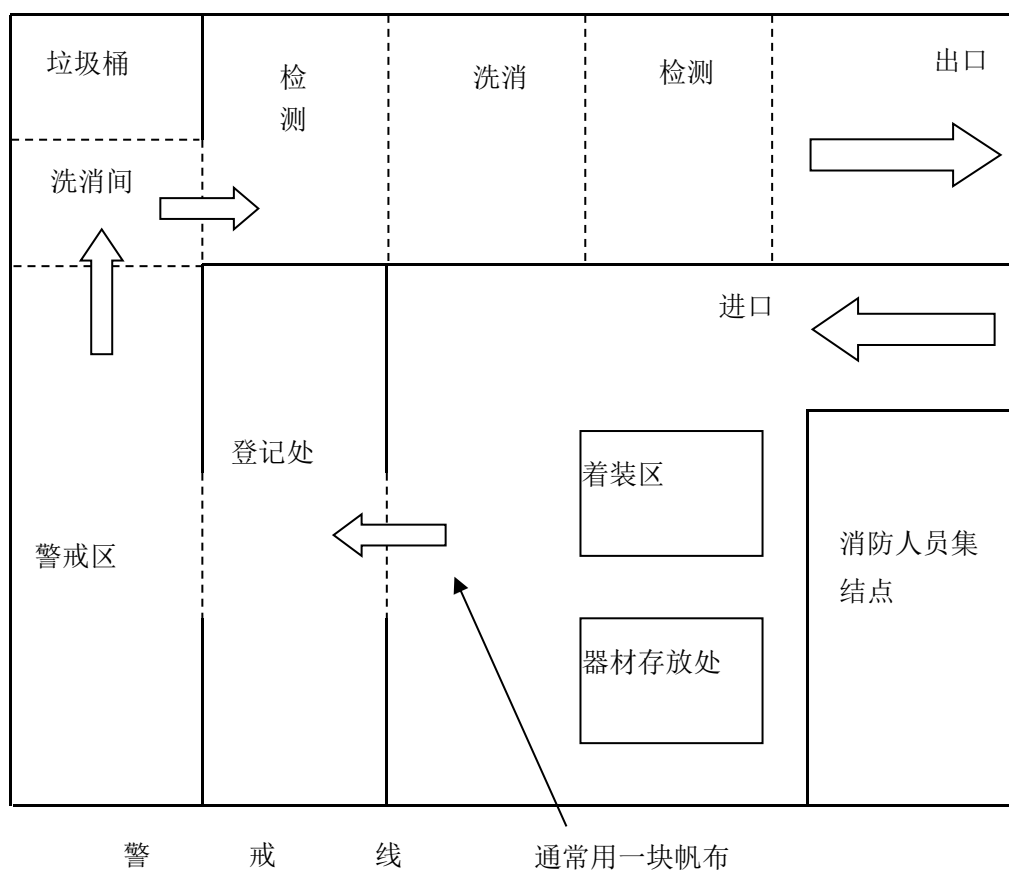 垃圾桶
检
测
洗消
检测
出口
洗消间
进口
登记处
着装区
警戒区
消防人员集
结点
器材存放处
警 戒 线
通常用一块帆布